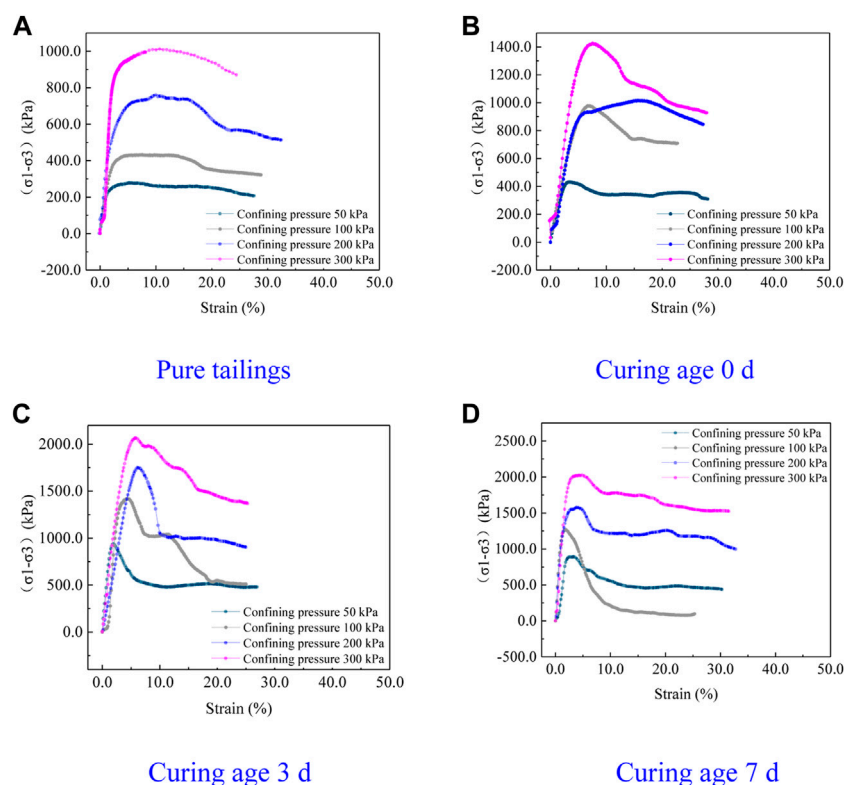 A
(σ1-σ3) (kPa)
1000.0
800.0
600.0
400.0
200.0
0.0
-200.0
Confining pressure 50 kPa
Confining pressure 100 kPa
Confining pressure 200 kPa
Confining pressure 300 kPa
0.0 10.0 20.0 30.0 40.0 50.0
Strain (%)
Pure tailings
B
(σ1-σ3) (kPa)
1400.0
1200.0
1000.0
800.0
600.0
400.0
200.0
0.0
-200.0
Confining pressure 50 kPa
Confining pressure 100 kPa
Confining pressure 200 kPa
Confining pressure 300 kPa
0.0 10.0 20.0 30.0 40.0 50.0
Strain (%)
Curing age 0 d
C
(σ1-σ3) (kPa)
2000.0
1500.0
1000.0
500.0
0.0
Confining pressure 50 kPa
Confining pressure 100 kPa
Confining pressure 200 kPa
Confining pressure 300 kPa
0.0 10.0 20.0 30.0 40.0 50.0
Strain (%)
Curing age 3 d
D
(σ1-σ3) (kPa)
2500.0
2000.0
1500.0
1000.0
500.0
0.0
-500.0
Confining pressure 50 kPa
Confining pressure 100 kPa
Confining pressure 200 kPa
Confining pressure 300 kPa
0.0 10.0 20.0 30.0 40.0 50.0
Strain (%)
Curing age 7 d